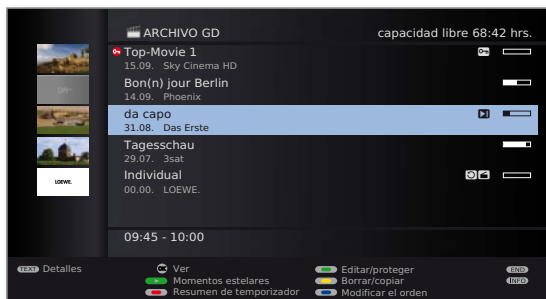 ARCHIVO GD capacidad libre 68:42 hrs.
Top-Movie 1
15.09. Sky Cinema HD
Bon(n) jour Berlin
14.09. Phoenix
da capo
31.08. Das Erste
Tagesschau
29.07. 3sat
Individual
00.00. LOEWE.
LOEWE.
09:45 - 10:00
TEXT Detalles
OK Ver
Editar/proteger
END
Momentos estelares
Borrar/copiar
INFO
Resumen de temporizador
Modificar el orden